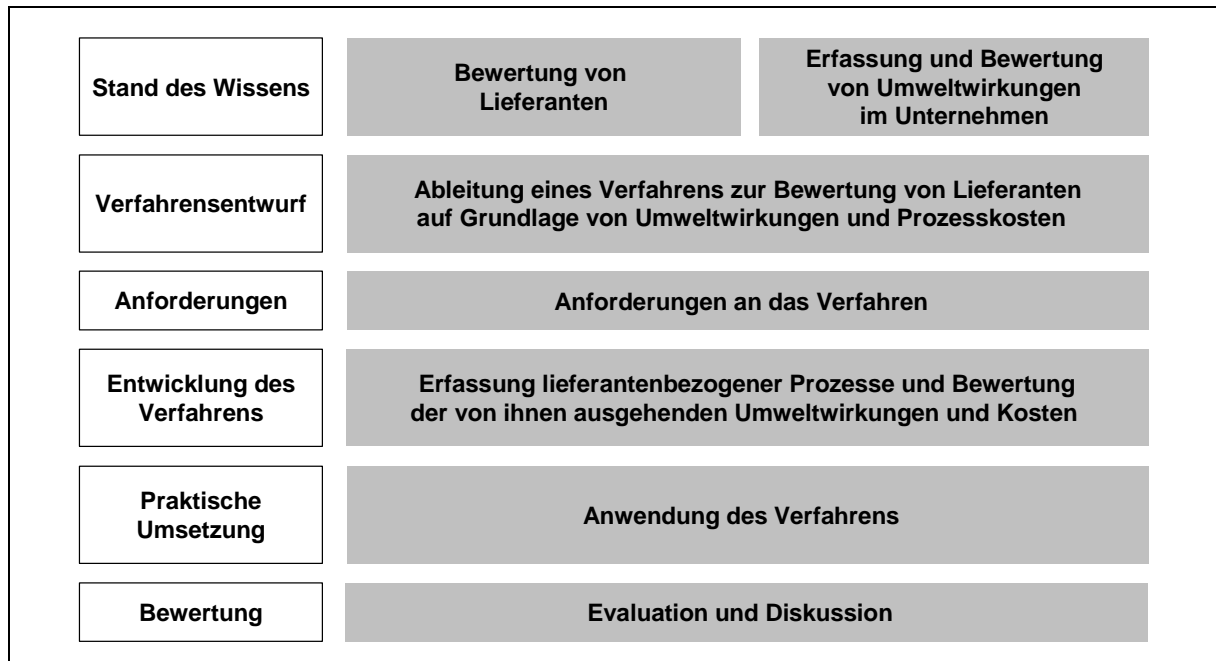 Stand des Wissens
Bewertung von
Lieferanten
Erfassung und Bewertung
von Umweltwirkungen
im Unternehmen
Verfahrensentwurf
Ableitung eines Verfahrens zur Bewertung von Lieferanten
auf Grundlage von Umweltwirkungen und Prozesskosten
Anforderungen
Anforderungen an das Verfahren
Entwicklung des
Verfahrens
Erfassung lieferantenbezogener Prozesse und Bewertung
der von ihnen ausgehenden Umweltwirkungen und Kosten
Praktische
Umsetzung
Anwendung des Verfahrens
Bewertung
Evaluation und Diskussion